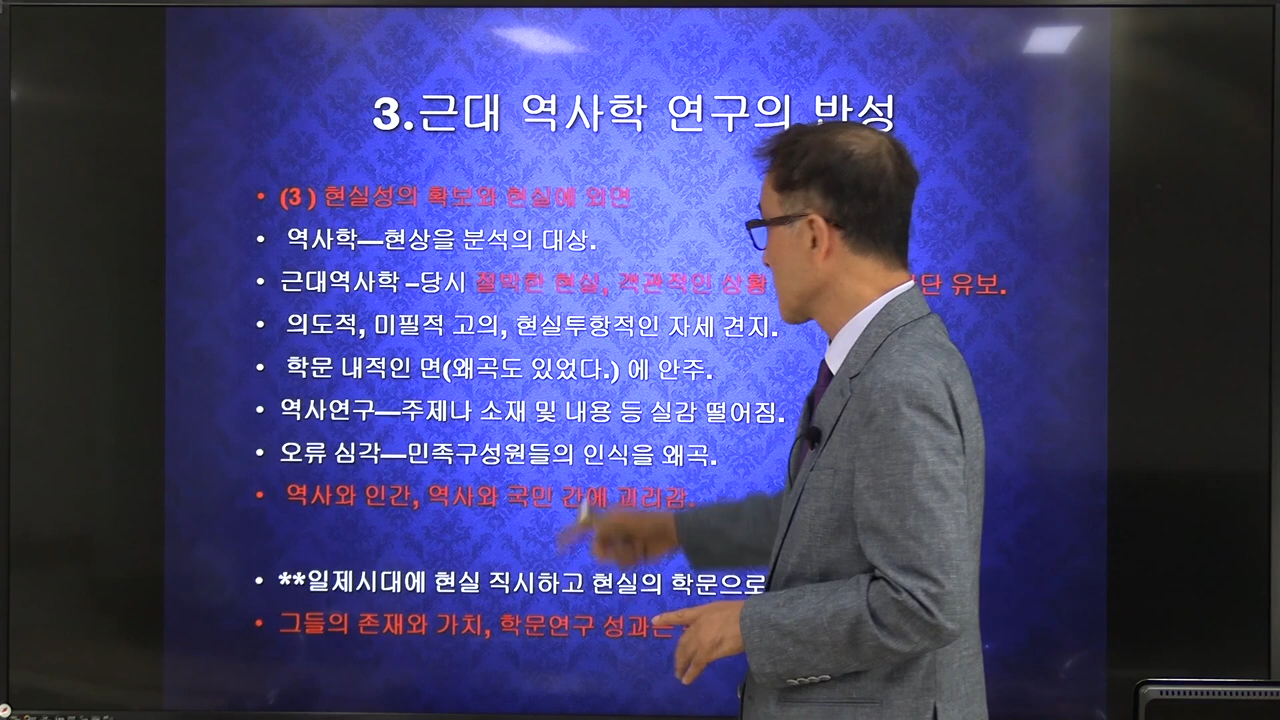 3.근대 역사학 연구의 반성
• (3 ) 현실성의 확보와 현실에 외면
• 역사학—현상을 분석의 대상.
• 근대역사학 –당시 절박한 현실, 객관적인 상황 단 유보.
• 의도적, 미필적 고의, 현실투항적인 자세 견지.
• 학문 내적인 면(왜곡도 있었다.) 에 안주.
• 역사연구—주제나 소재 및 내용 등 실감 떨어짐.
• 오류 심각—민족구성원들의 인식을 왜곡.
• 역사와 인간, 역사와 국민 간에 괴리감.
• **일제시대에 현실 직시하고 현실의 학문으로
• 그들의 존재와 가치, 학문연구 성과는